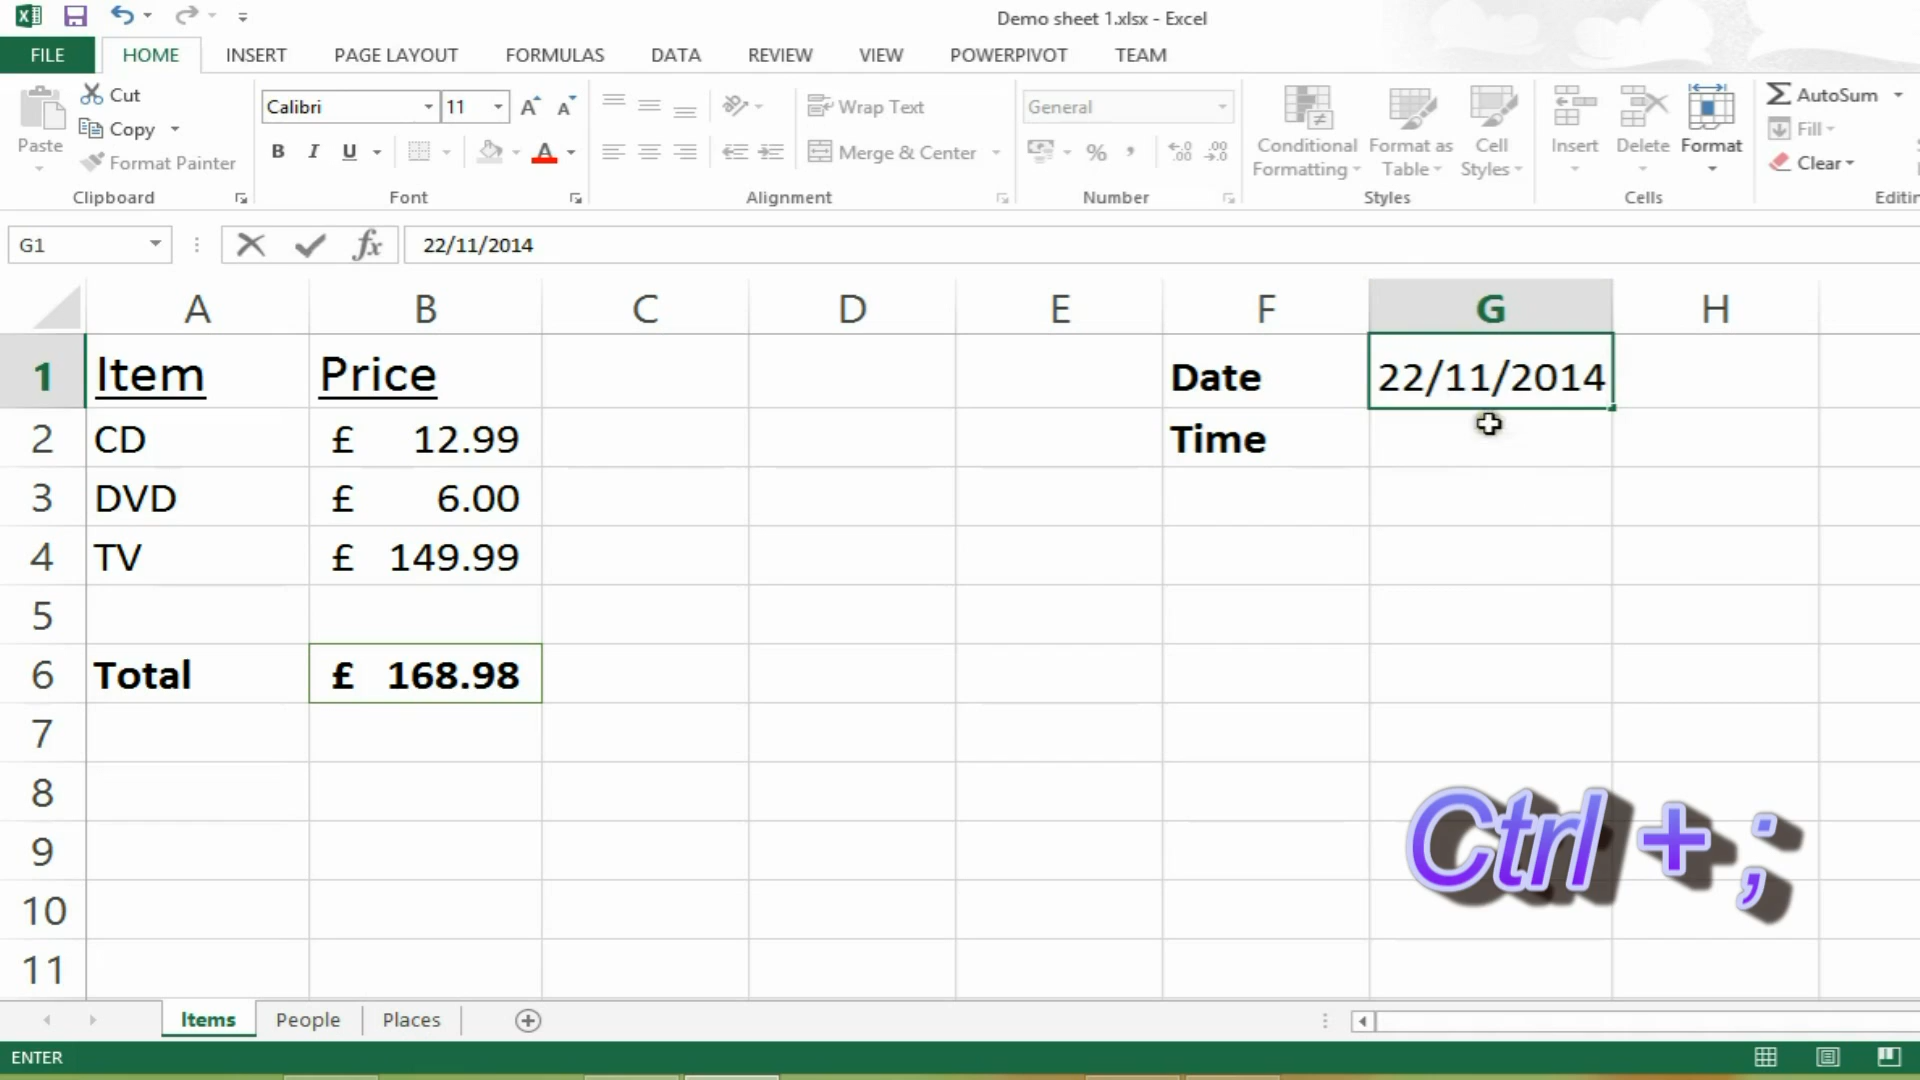 Demo sheet 1.xlsx - Excel
FILE HOME INSERT PAGE LAYOUT FORMULAS DATA REVIEW VIEW POWERPIVOT TEAM
Paste
Cut
Copy
Format Painter
Clipboard
Calibri 11
B I U
Font
Wrap Text
Merge & Center
Alignment
General
%
Number
Conditional Formatting
Format as Table
Cell Styles
Styles
Insert
Delete
Format
Cells
AutoSum
Fill
Clear
Editin
G1 fx 22/11/2014
A B C D E F G H
1 Item Price Date 22/11/2014
2 CD £ 12.99 Time
3 DVD £ 6.00
4 TV £ 149.99
5
6 Total £ 168.98
7
8
9
10
11
Ctrl + ;
Items People Places
ENTER